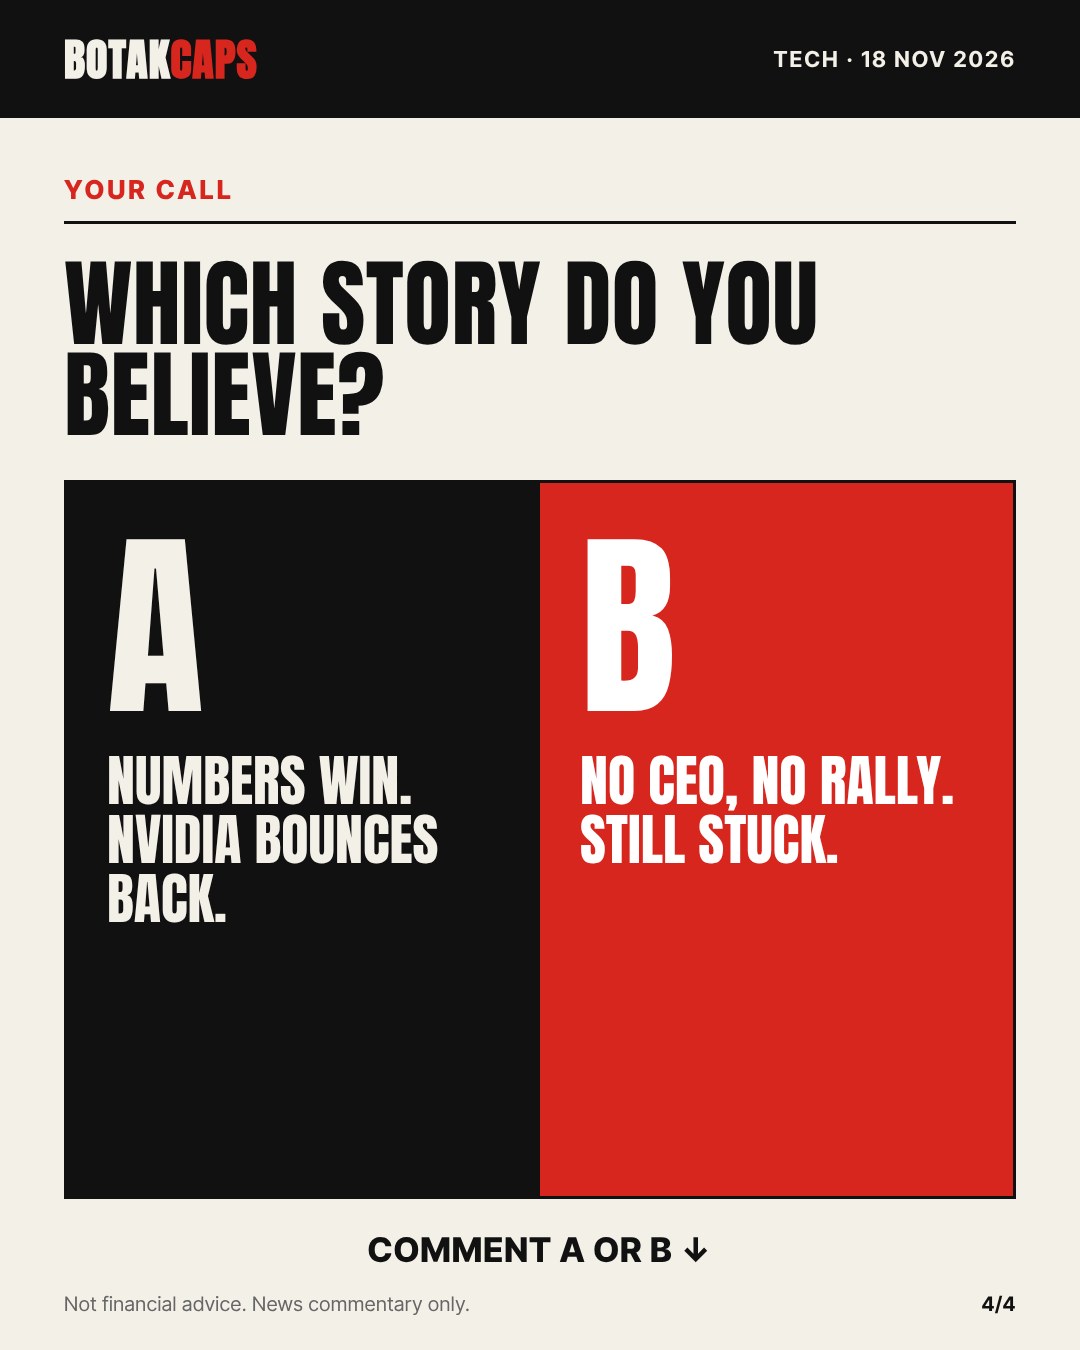 BOTAKCAPS
TECH · 18 NOV 2026
YOUR CALL
WHICH STORY DO YOU
BELIEVE?
A
NUMBERS WIN.
NVIDIA BOUNCES
BACK.
B
NO CEO, NO RALLY.
STILL STUCK.
COMMENT A OR B ↓
Not financial advice. News commentary only.
4/4